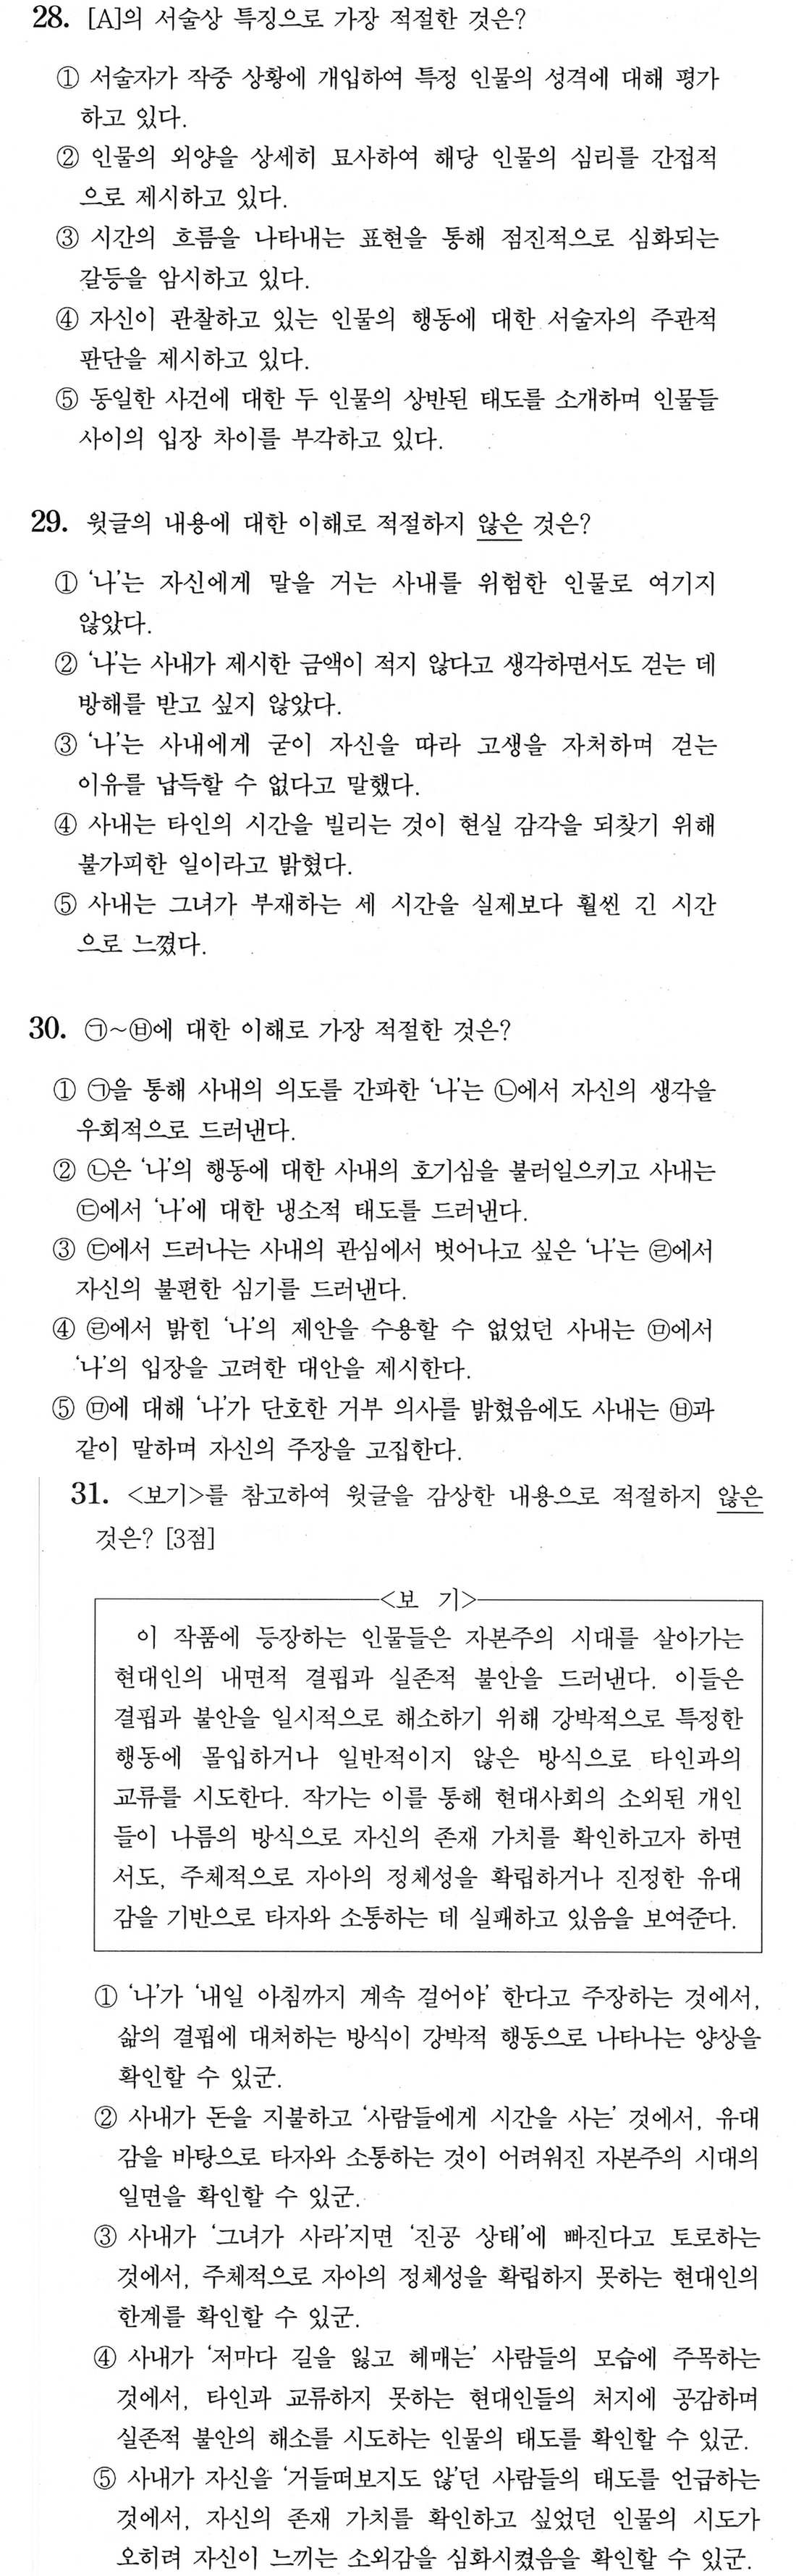 28. [A]의 서술상 특징으로 가장 적절한 것은?
① 서술자가 작중 상황에 개입하여 특정 인물의 성격에 대해 평가
하고 있다.
② 인물의 외양을 상세히 묘사하여 해당 인물의 심리를 간접적
으로 제시하고 있다.
③ 시간의 흐름을 나타내는 표현을 통해 점진적으로 심화되는
갈등을 암시하고 있다.
④ 자신이 관찰하고 있는 인물의 행동에 대한 서술자의 주관적
판단을 제시하고 있다.
⑤ 동일한 사건에 대한 두 인물의 상반된 태도를 소개하며 인물들
사이의 입장 차이를 부각하고 있다.
29. 윗글의 내용에 대한 이해로 적절하지 않은 것은?
① ‘나’는 자신에게 말을 거는 사내를 위험한 인물로 여기지
않았다.
② ‘나’는 사내가 제시한 금액이 적지 않다고 생각하면서도 걷는 데
방해를 받고 싶지 않았다.
③ ‘나’는 사내에게 굳이 자신을 따라 고생을 자처하며 걷는
이유를 납득할 수 없다고 말했다.
④ 사내는 타인의 시간을 빌리는 것이 현실 감각을 되찾기 위해
불가피한 일이라고 밝혔다.
⑤ 사내는 그녀가 부재하는 세 시간을 실제보다 훨씬 긴 시간
으로 느꼈다.
30. ㉠~㉥에 대한 이해로 가장 적절한 것은?
① ㉠을 통해 사내의 의도를 간파한 ‘나’는 ㉡에서 자신의 생각을
우회적으로 드러낸다.
② ㉡은 ‘나’의 행동에 대한 사내의 호기심을 불러일으키고 사내는
㉢에서 ‘나’에 대한 냉소적 태도를 드러낸다.
③ ㉢에서 드러나는 사내의 관심에서 벗어나고 싶은 ‘나’는 ㉣에서
자신의 불편한 심기를 드러낸다.
④ ㉣에서 밝힌 ‘나’의 제안을 수용할 수 없었던 사내는 ㉤에서
‘나’의 입장을 고려한 대안을 제시한다.
⑤ ㉤에 대해 ‘나’가 단호한 거부 의사를 밝혔음에도 사내는 ㉥과
같이 말하며 자신의 주장을 고집한다.
31. <보기>를 참고하여 윗글을 감상한 내용으로 적절하지 않은
것은? [3점]
<보 기>
이 작품에 등장하는 인물들은 자본주의 시대를 살아가는
현대인의 내면적 결핍과 실존적 불안을 드러낸다. 이들은
결핍과 불안을 일시적으로 해소하기 위해 강박적으로 특정한
행동에 몰입하거나 일반적이지 않은 방식으로 타인과의
교류를 시도한다. 작가는 이를 통해 현대사회의 소외된 개인
들이 나름의 방식으로 자신의 존재 가치를 확인하고자 하면
서도, 주체적으로 자아의 정체성을 확립하거나 진정한 유대
감을 기반으로 타자와 소통하는 데 실패하고 있음을 보여준다.
① ‘나’가 ‘내일 아침까지 계속 걸어야’ 한다고 주장하는 것에서,
삶의 결핍에 대처하는 방식이 강박적 행동으로 나타나는 양상을
확인할 수 있군.
② 사내가 돈을 지불하고 ‘사람들에게 시간을 사는’ 것에서, 유대
감을 바탕으로 타자와 소통하는 것이 어려워진 자본주의 시대의
일면을 확인할 수 있군.
③ 사내가 ‘그녀가 사라’지면 ‘진공 상태’에 빠진다고 토로하는
것에서, 주체적으로 자아의 정체성을 확립하지 못하는 현대인의
한계를 확인할 수 있군.
④ 사내가 ‘저마다 길을 잃고 헤매는’ 사람들의 모습에 주목하는
것에서, 타인과 교류하지 못하는 현대인들의 처지에 공감하며
실존적 불안의 해소를 시도하는 인물의 태도를 확인할 수 있군.
⑤ 사내가 자신을 ‘거들떠보지도 않’던 사람들의 태도를 언급하는
것에서, 자신의 존재 가치를 확인하고 싶었던 인물의 시도가
오히려 자신이 느끼는 소외감을 심화시켰음을 확인할 수 있군.